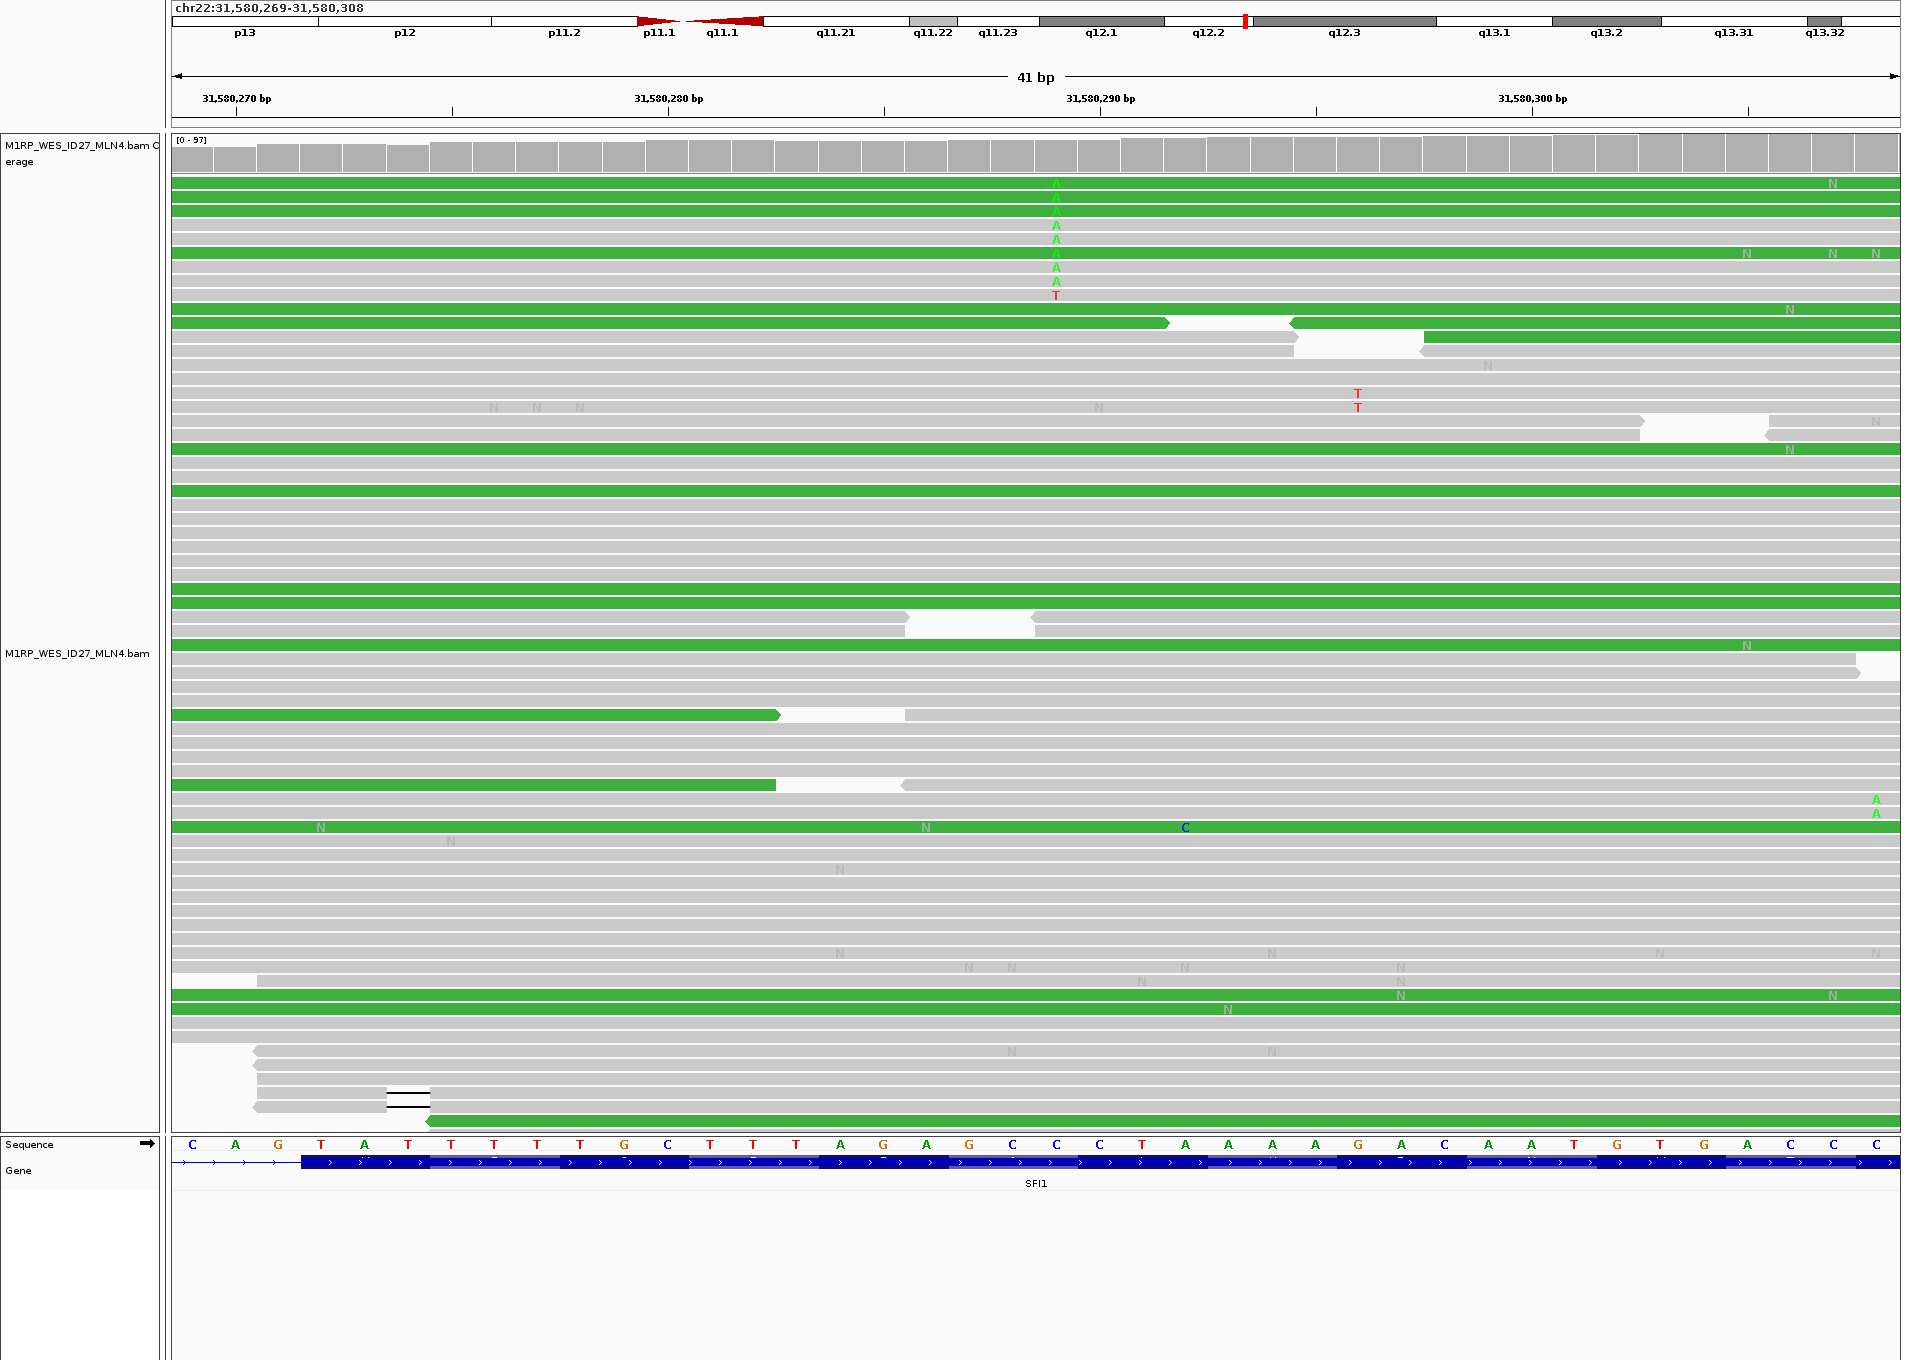 chr22:31,580,269-31,580,308
p13 p12 p11.2 p11.1 q11.1 q11.21 q11.22 q11.23 q12.1 q12.2 q12.3 q13.1 q13.2 q13.31 q13.32
41 bp
31,580,270 bp 31,580,280 bp 31,580,290 bp 31,580,300 bp
M1RP_WES_ID27_MLN4.bam C
erage
[0 - 97]
A N
A
A
A
A
A N N N
A
A
T
N
N
T
N N N N T
N
N
N
M1RP_WES_ID27_MLN4.bam
A
A
N N C
N
N
N N N N
N N N N
N N
N N
N
N N
Sequence C A G T A T T T T T G C T T T A G A G C C C T A A A A G A C A A T G T G A C C C
Gene
SFI1